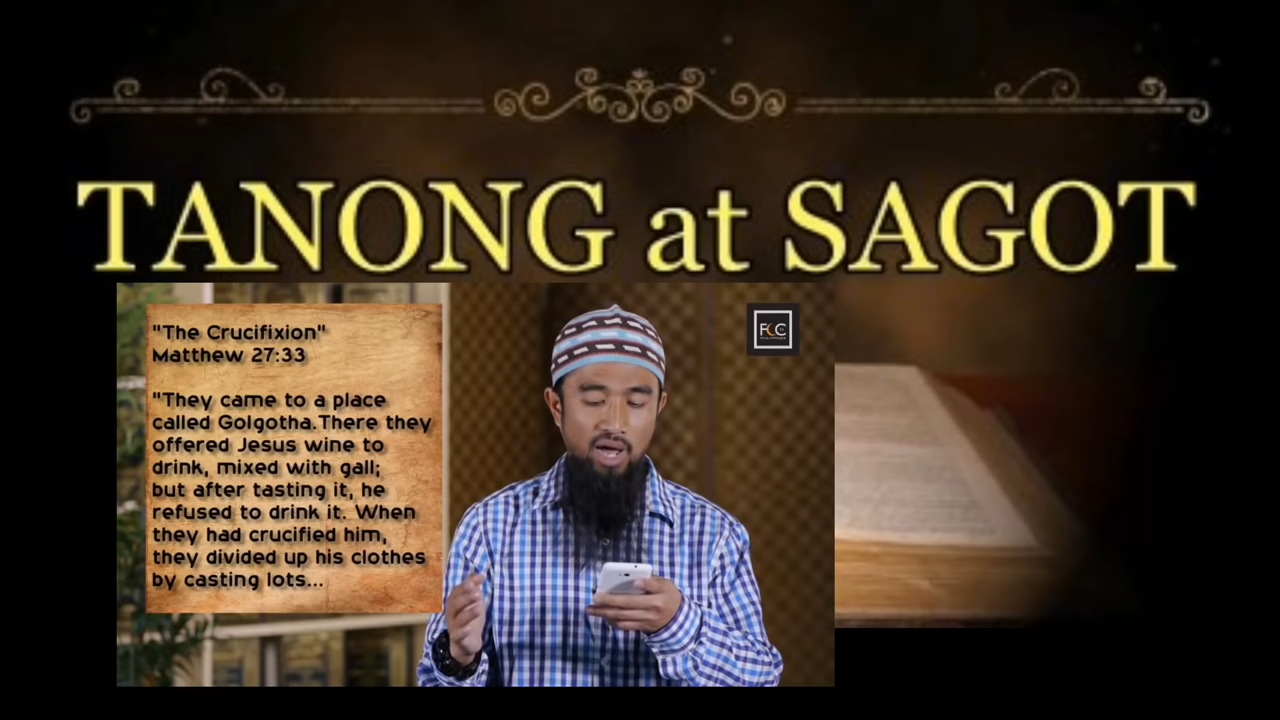 TANONG at SAGOT
"The Crucifixion"
Matthew 27:33
"They came to a place
called Golgotha.There they
offered Jesus wine to
drink, mixed with gall;
but after tasting it, he
refused to drink it. When
they had crucified him,
they divided up his clothes
by casting lots...
FCC